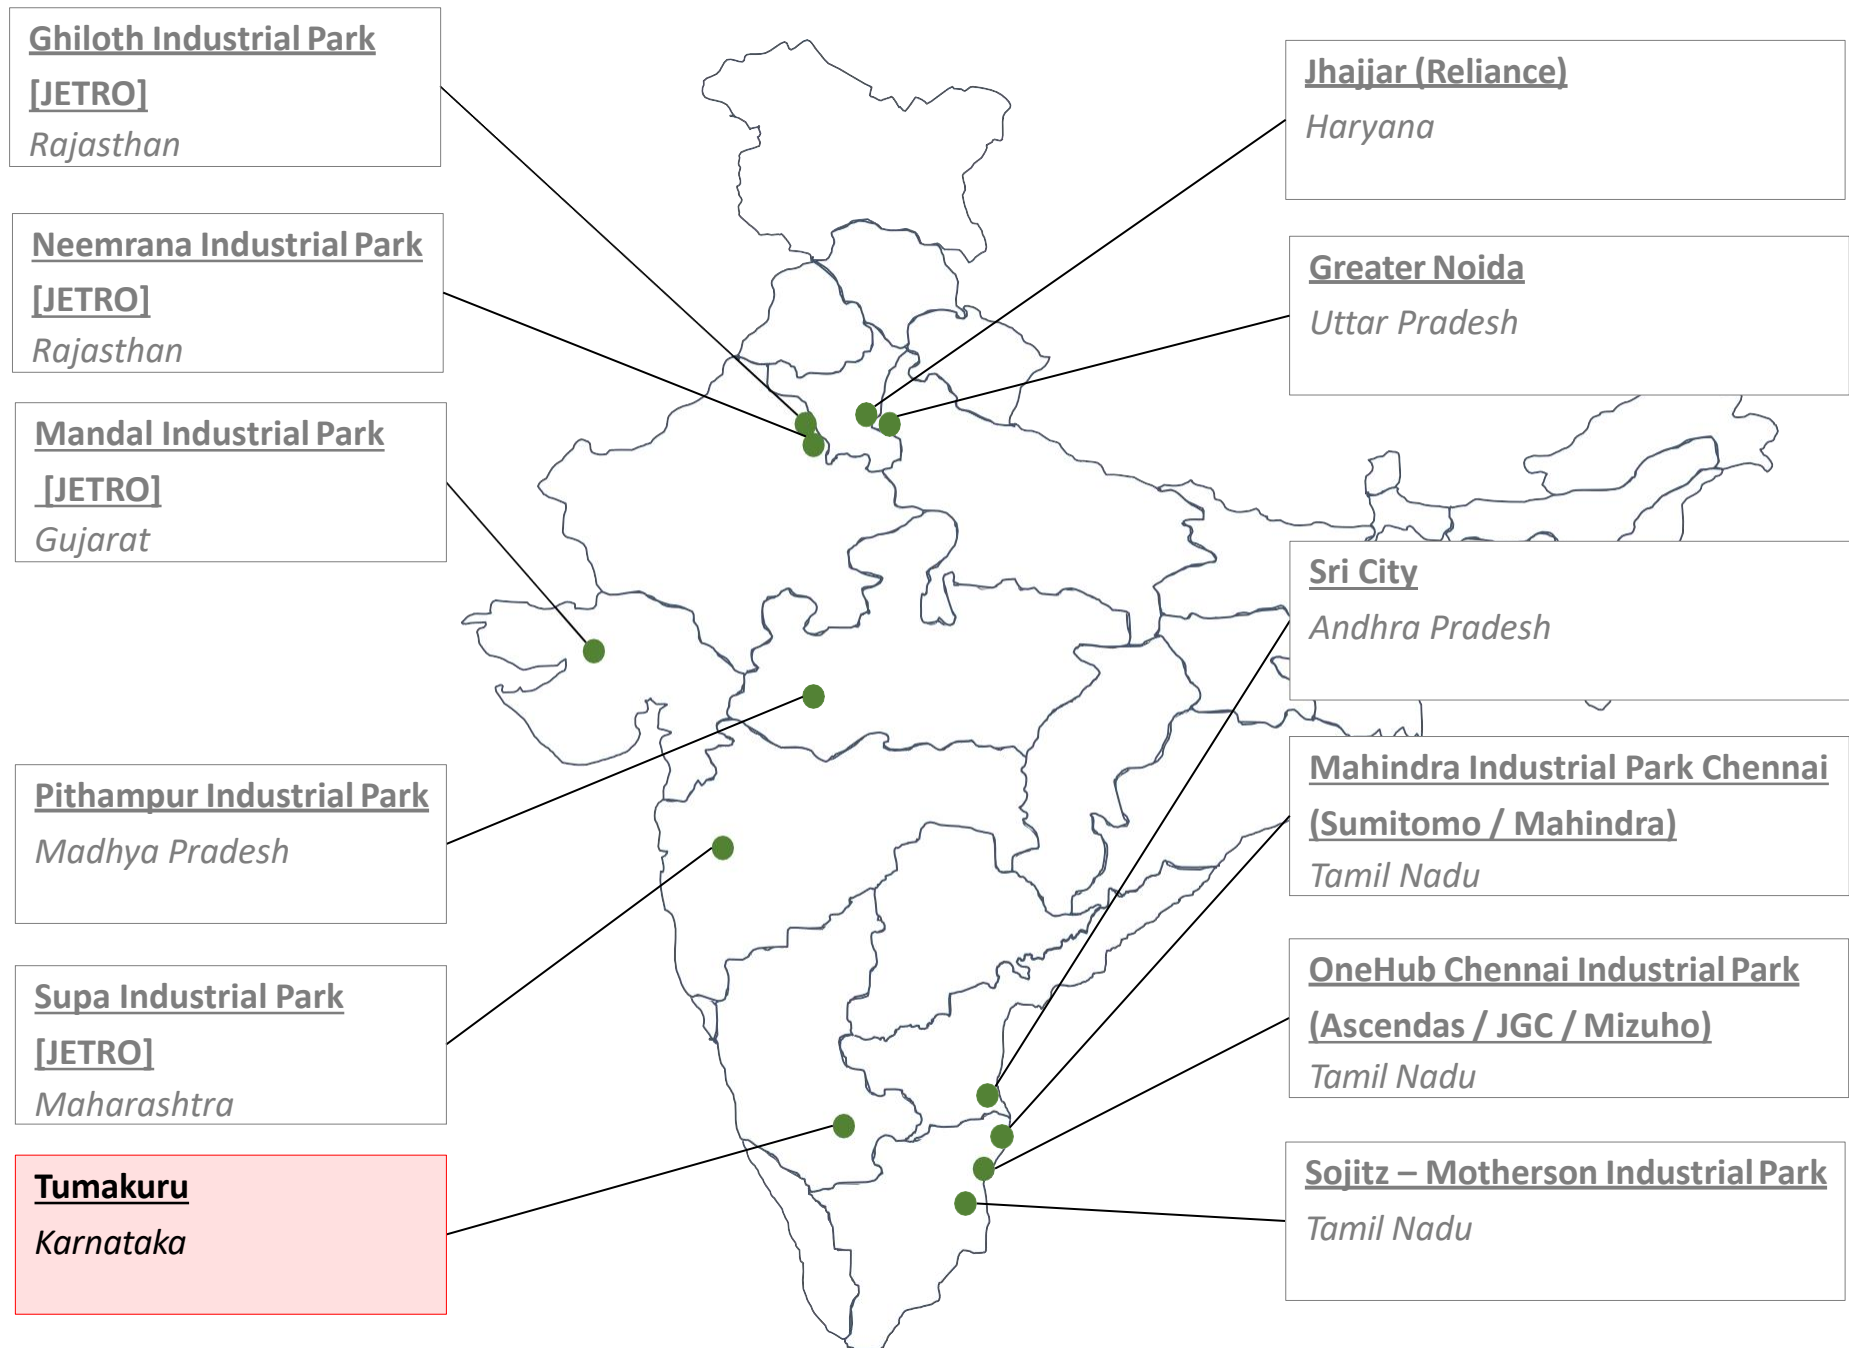 Ghiloth Industrial Park
[JETRO]
Rajasthan
Neemrana Industrial Park
[JETRO]
Rajasthan
Mandal Industrial Park
[JETRO]
Gujarat
Pithampur Industrial Park
Madhya Pradesh
Supa Industrial Park
[JETRO]
Maharashtra
Tumakuru
Karnataka
Jhajjar (Reliance)
Haryana
Greater Noida
Uttar Pradesh
Sri City
Andhra Pradesh
Mahindra Industrial Park Chennai
(Sumitomo / Mahindra)
Tamil Nadu
OneHub Chennai Industrial Park
(Ascendas / JGC / Mizuho)
Tamil Nadu
Sojitz – Motherson Industrial Park
Tamil Nadu